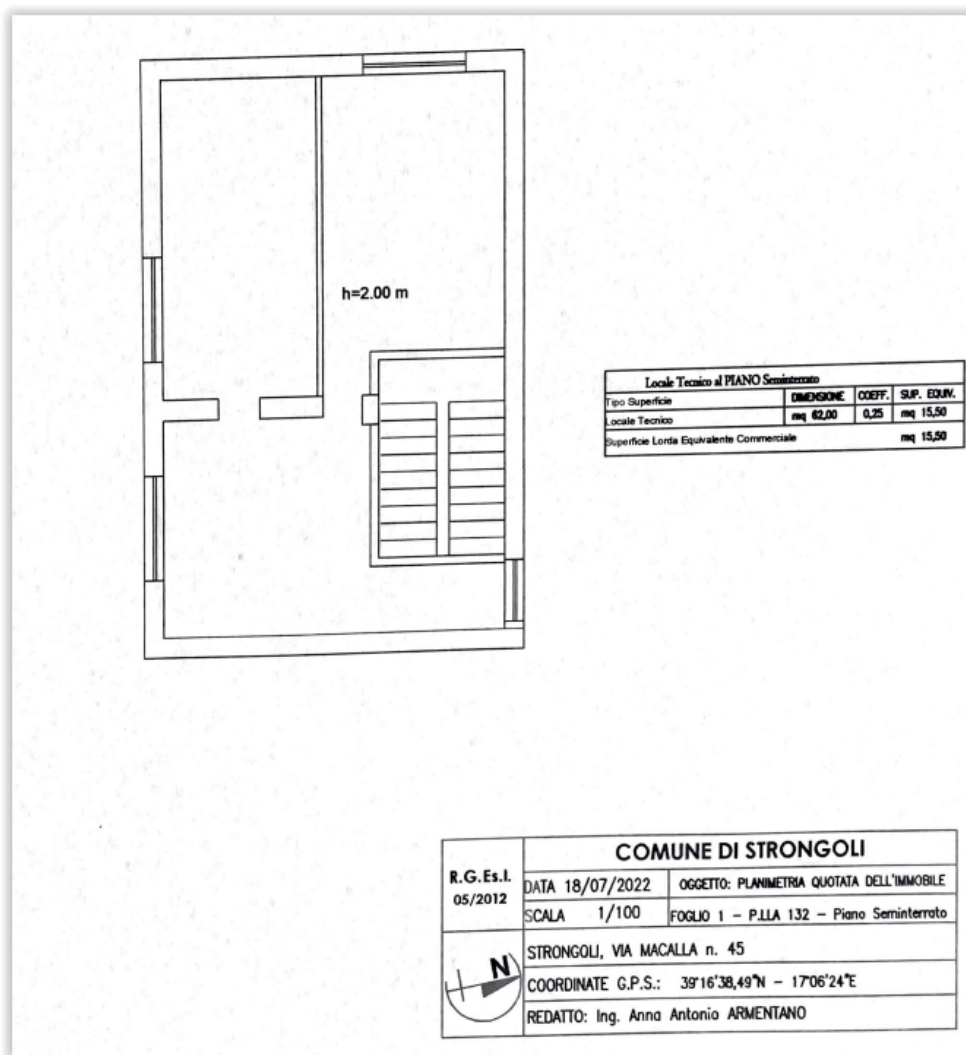 h=2.00 m
Locale Tecnico al PIANO Seminterrato
Tipo Superficie DIMENSIONE COEFF. SUP. EQUIV.
Locale Tecnico mq 62,00 0,25 mq 15,50
Superficie Lorda Equivalente Commerciale mq 15,50
R.G.Es.I.
05/2012
COMUNE DI STRONGOLI
DATA 18/07/2022 OGGETTO: PLANIMETRIA QUOTATA DELL'IMMOBILE
SCALA 1/100 FOGLIO 1 - P.LLA 132 - Piano Seminterrato
N
STRONGOLI, VIA MACALLA n. 45
COORDINATE G.P.S.: 39°16'38,49"N - 17°06'24"E
REDATTO: Ing. Anna Antonio ARMENTANO